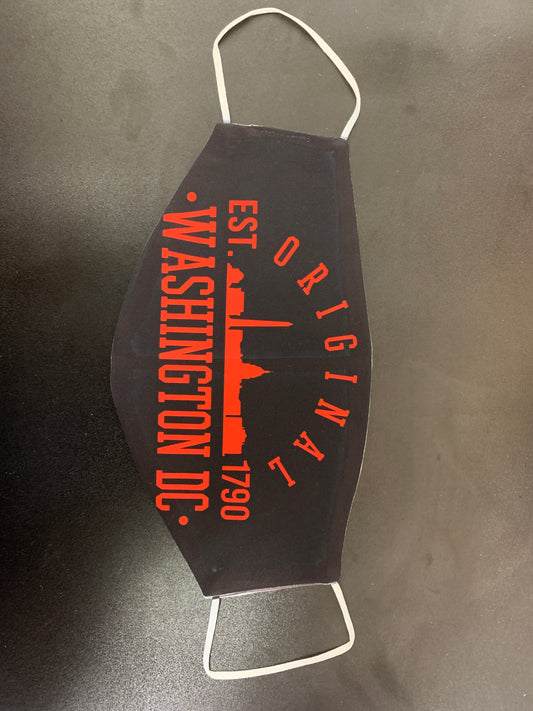 ORIGINAL
EST. 1790
• WASHINGTON DC •